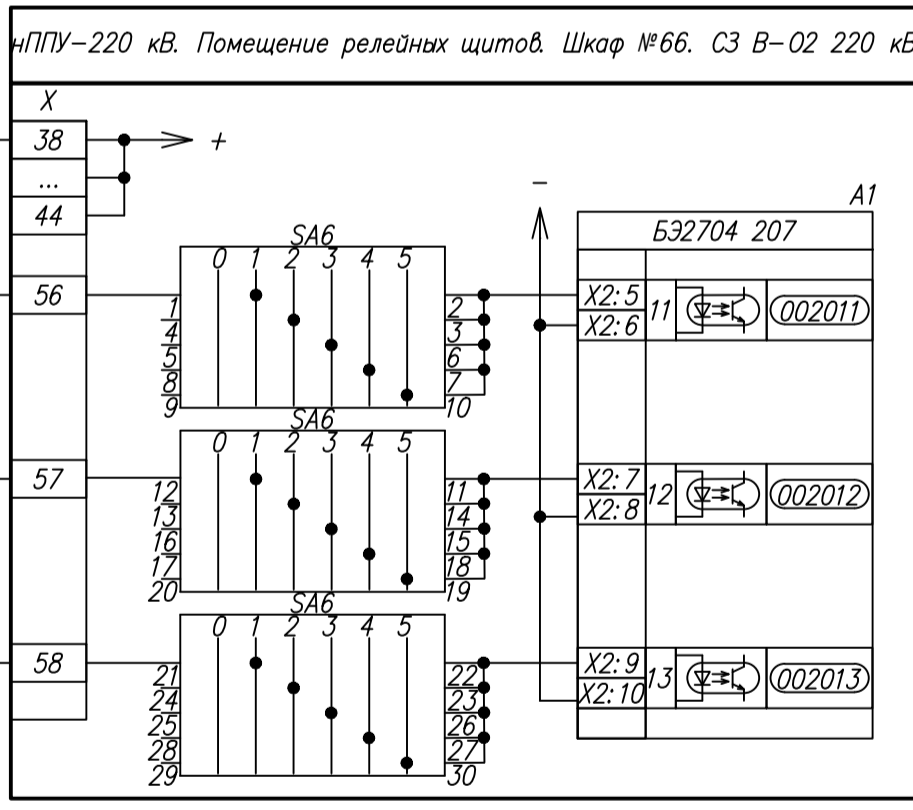 нППУ-220 кВ. Помещение релейных щитов. Шкаф №66. СЗ В-02 220 кВ
X
38
+
...
44
56
57
58
SA6
0 1 2 3 4 5
1 2
4 3
5 6
8 7
9 10
SA6
0 1 2 3 4 5
12 11
13 14
16 15
17 18
20 19
SA6
0 1 2 3 4 5
21 22
24 23
25 26
28 27
29 30
−
A1
БЭ2704 207
X2:5 11 002011
X2:6
X2:7 12 002012
X2:8
X2:9 13 002013
X2:10